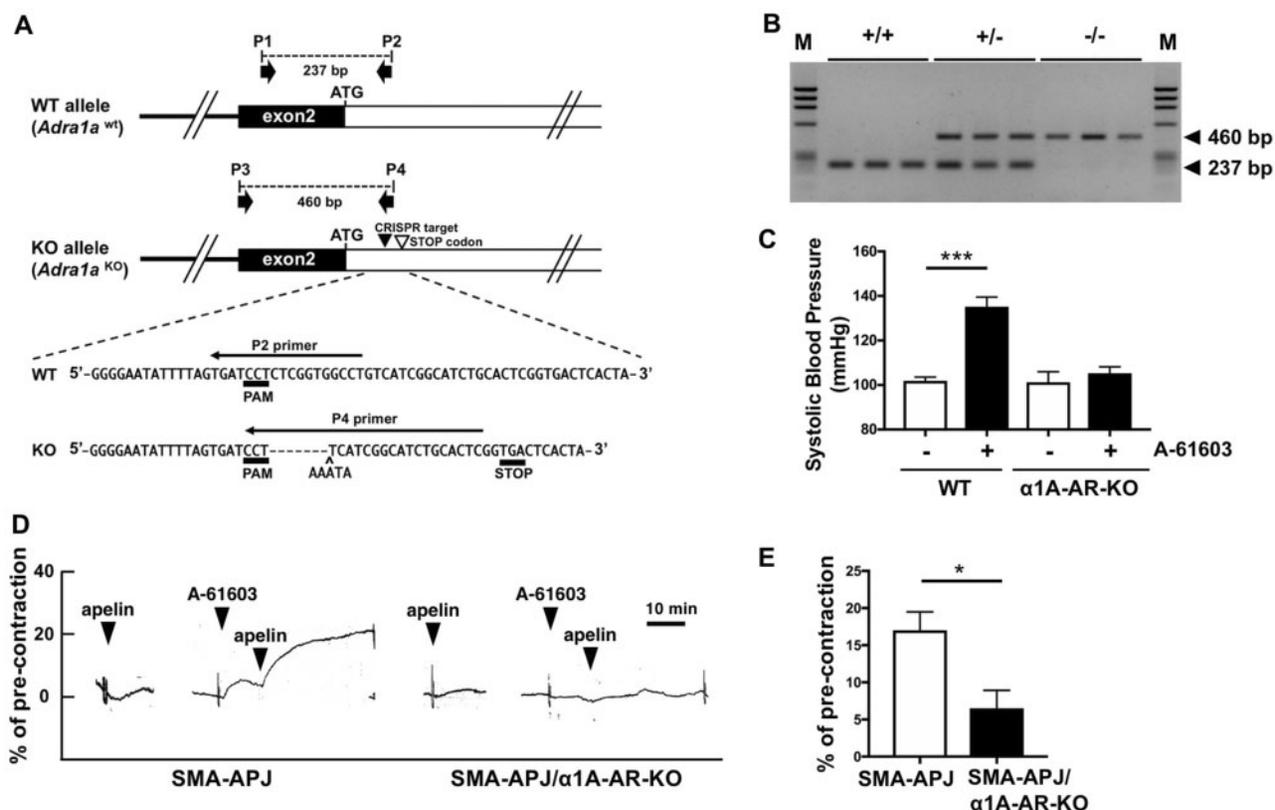 A
P1 P2
237 bp
ATG
WT allele
(Adra1a wt)
exon2
P3 P4
460 bp
CRISPR target
ATG
STOP codon
KO allele
(Adra1a KO)
exon2
P2 primer
WT 5’-GGGGAATATTTTAGTGATCCTCTCGGTGGCCTGTCATCGGCATCTGCACTCGGTGACTCACTA-3’
PAM
P4 primer
KO 5’-GGGGAATATTTTAGTGATCCT-------TCATCGGCATCTGCACTCGGTGACTCACTA-3’
PAM
^
AAATA
STOP
B
M +/+ +/- -/- M
460 bp
237 bp
C
Systolic Blood Pressure
(mmHg)
160
140
120
100
80
***
- + - + A-61603
WT α1A-AR-KO
D
% of pre-contraction
40
20
0
apelin
A-61603
apelin
apelin
A-61603
apelin
10 min
SMA-APJ SMA-APJ/α1A-AR-KO
E
% of pre-contraction
25
20
15
10
5
0
*
SMA-APJ SMA-APJ/
α1A-AR-KO